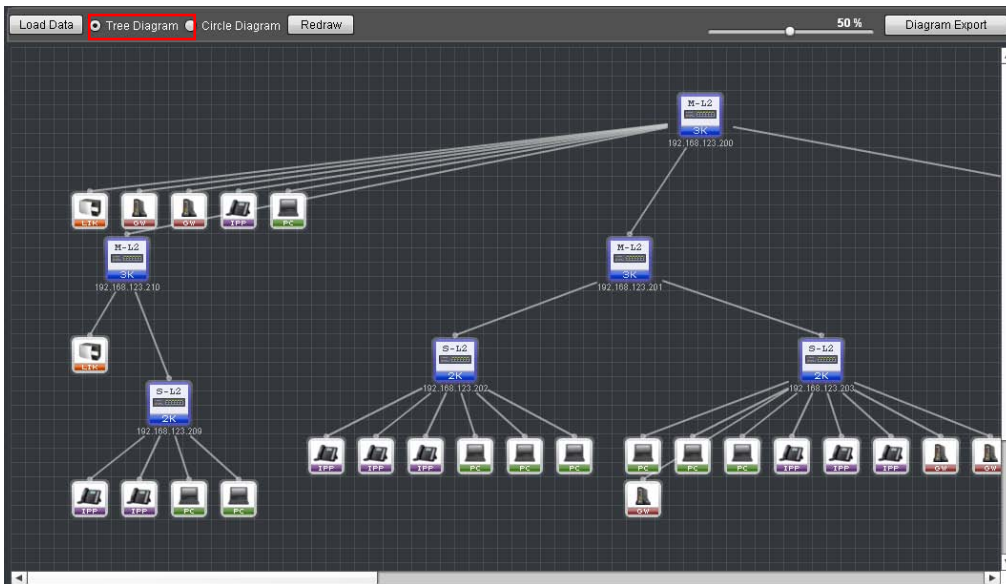 Load Data Tree Diagram Circle Diagram Redraw 50 % Diagram Export
M-L2
3K
192.168.123.200
LIK GW GW IPP PC
M-L2 M-L2
3K 3K
192.168.123.210 192.168.123.201
LIK
S-L2 S-L2
2K 2K
192.168.123.202 192.168.123.203
S-L2
2K
192.168.123.209
IPP IPP IPP PC PC PC PC PC PC IPP IPP IPP GW GW
IPP IPP PC PC GW